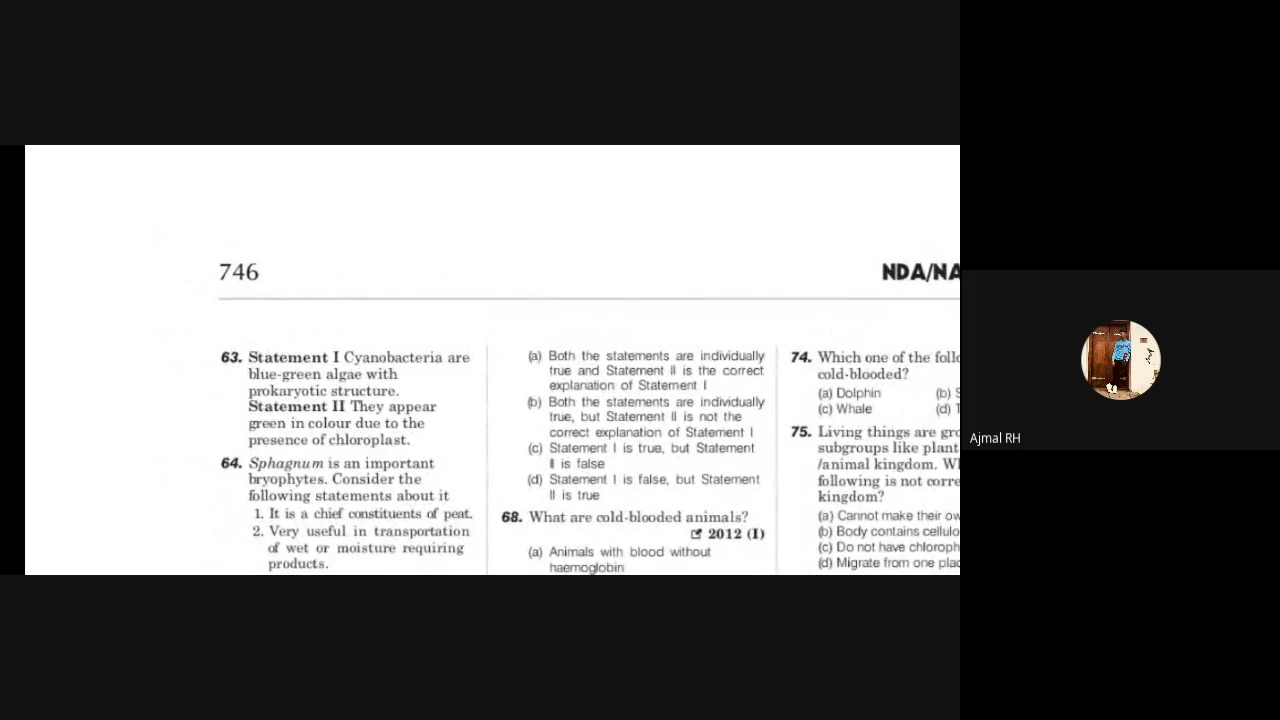 746
NDA/NA
63. Statement I Cyanobacteria are
blue-green algae with
prokaryotic structure.
Statement II They appear
green in colour due to the
presence of chloroplast.
64. Sphagnum is an important
bryophytes. Consider the
following statements about it
1. It is a chief constituents of peat.
2. Very useful in transportation
of wet or moisture requiring
products.
(a) Both the statements are individually
true and Statement II is the correct
explanation of Statement I
(b) Both the statements are individually
true, but Statement II is not the
correct explanation of Statement I
(c) Statement I is true, but Statement
II is false
(d) Statement I is false, but Statement
II is true
68. What are cold-blooded animals?
2012 (I)
(a) Animals with blood without
haemoglobin
74. Which one of the
cold-blooded?
(a) Dolphin (b)
(c) Whale (d)
75. Living things are
subgroups like plant
/animal kingdom.
following is not
kingdom?
(a) Cannot make their
(b) Body contains
(c) Do not have
(d) Migrate from one
Ajmal RH